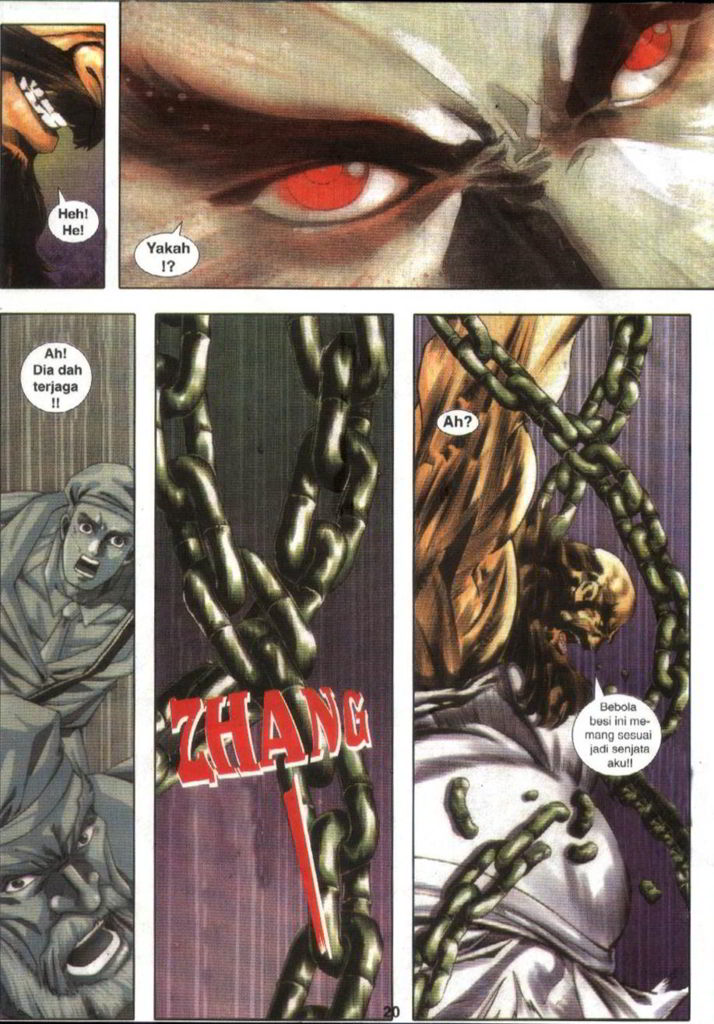 Heh!
He!
Yakah
!?
Ah!
Dia dah
terjaga
!!
ZHANG
Ah?
Bebola
besi ini me-
mang sesuai
jadi senjata
aku!!
20